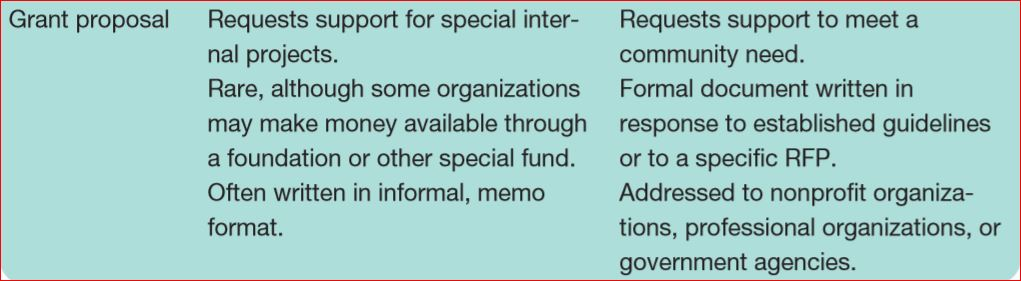 Grant proposal
Requests support for special inter-
nal projects.
Rare, although some organizations
may make money available through
a foundation or other special fund.
Often written in informal, memo
format.
Requests support to meet a
community need.
Formal document written in
response to established guidelines
or to a specific RFP.
Addressed to nonprofit organiza-
tions, professional organizations, or
government agencies.